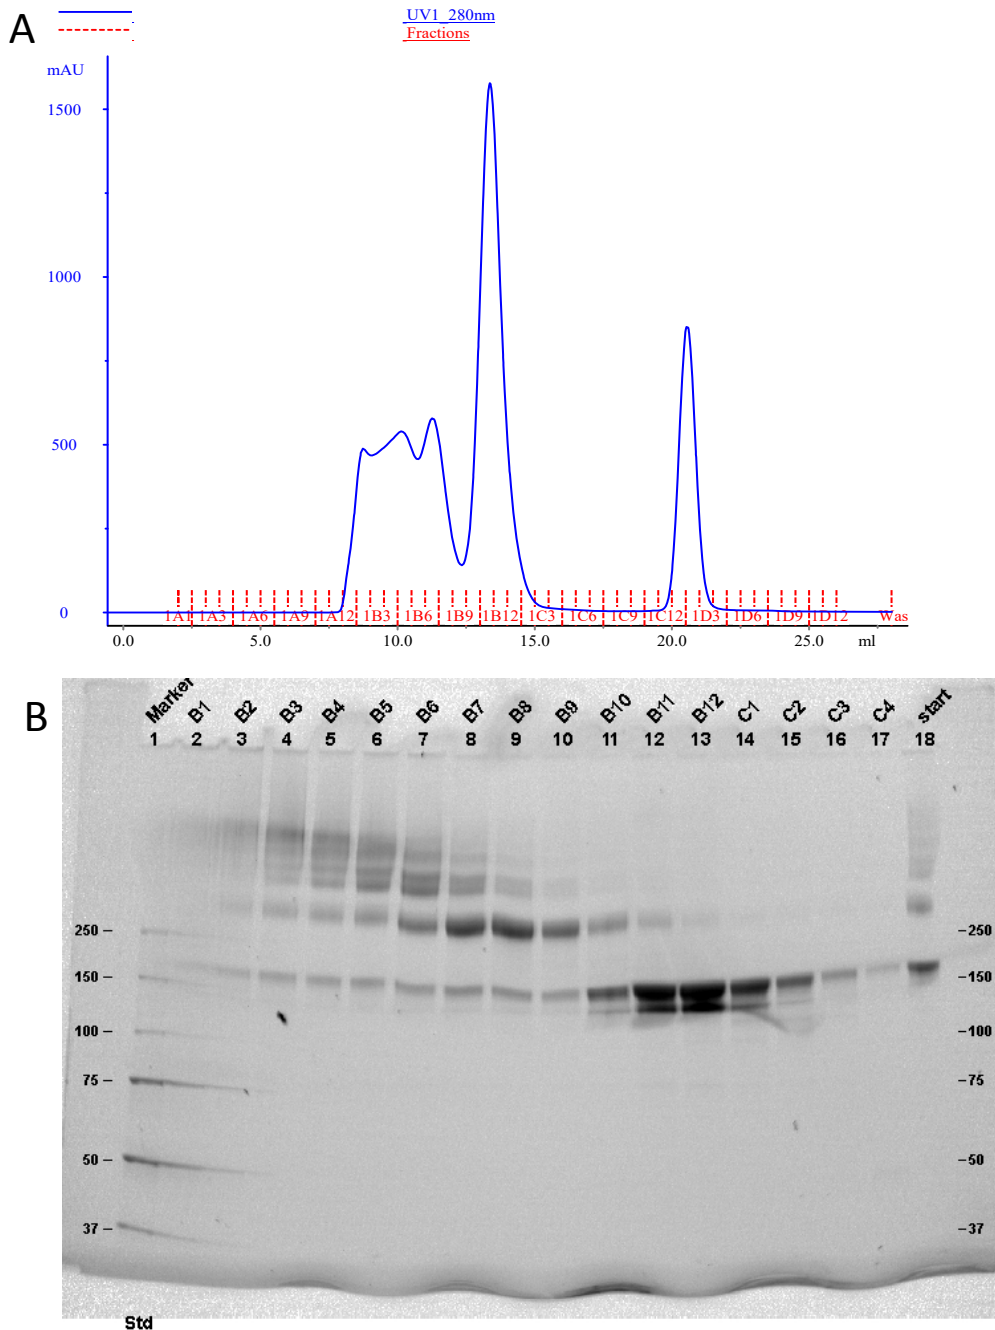 A
UV1_280nm
Fractions
mAU
1500
1000
500
0
1A1 1A3 1A6 1A9 1A12 1B3 1B6 1B9 1B12 1C3 1C6 1C9 1C12 1D3 1D6 1D9 1D12 Was
0.0 5.0 10.0 15.0 20.0 25.0 ml
B
Marker B1 B2 B3 B4 B5 B6 B7 B8 B9 B10 B11 B12 C1 C2 C3 C4 start
1 2 3 4 5 6 7 8 9 10 11 12 13 14 15 16 17 18
250 – –250
150 – –150
100 – –100
75 – –75
50 – –50
37 – –37
Std